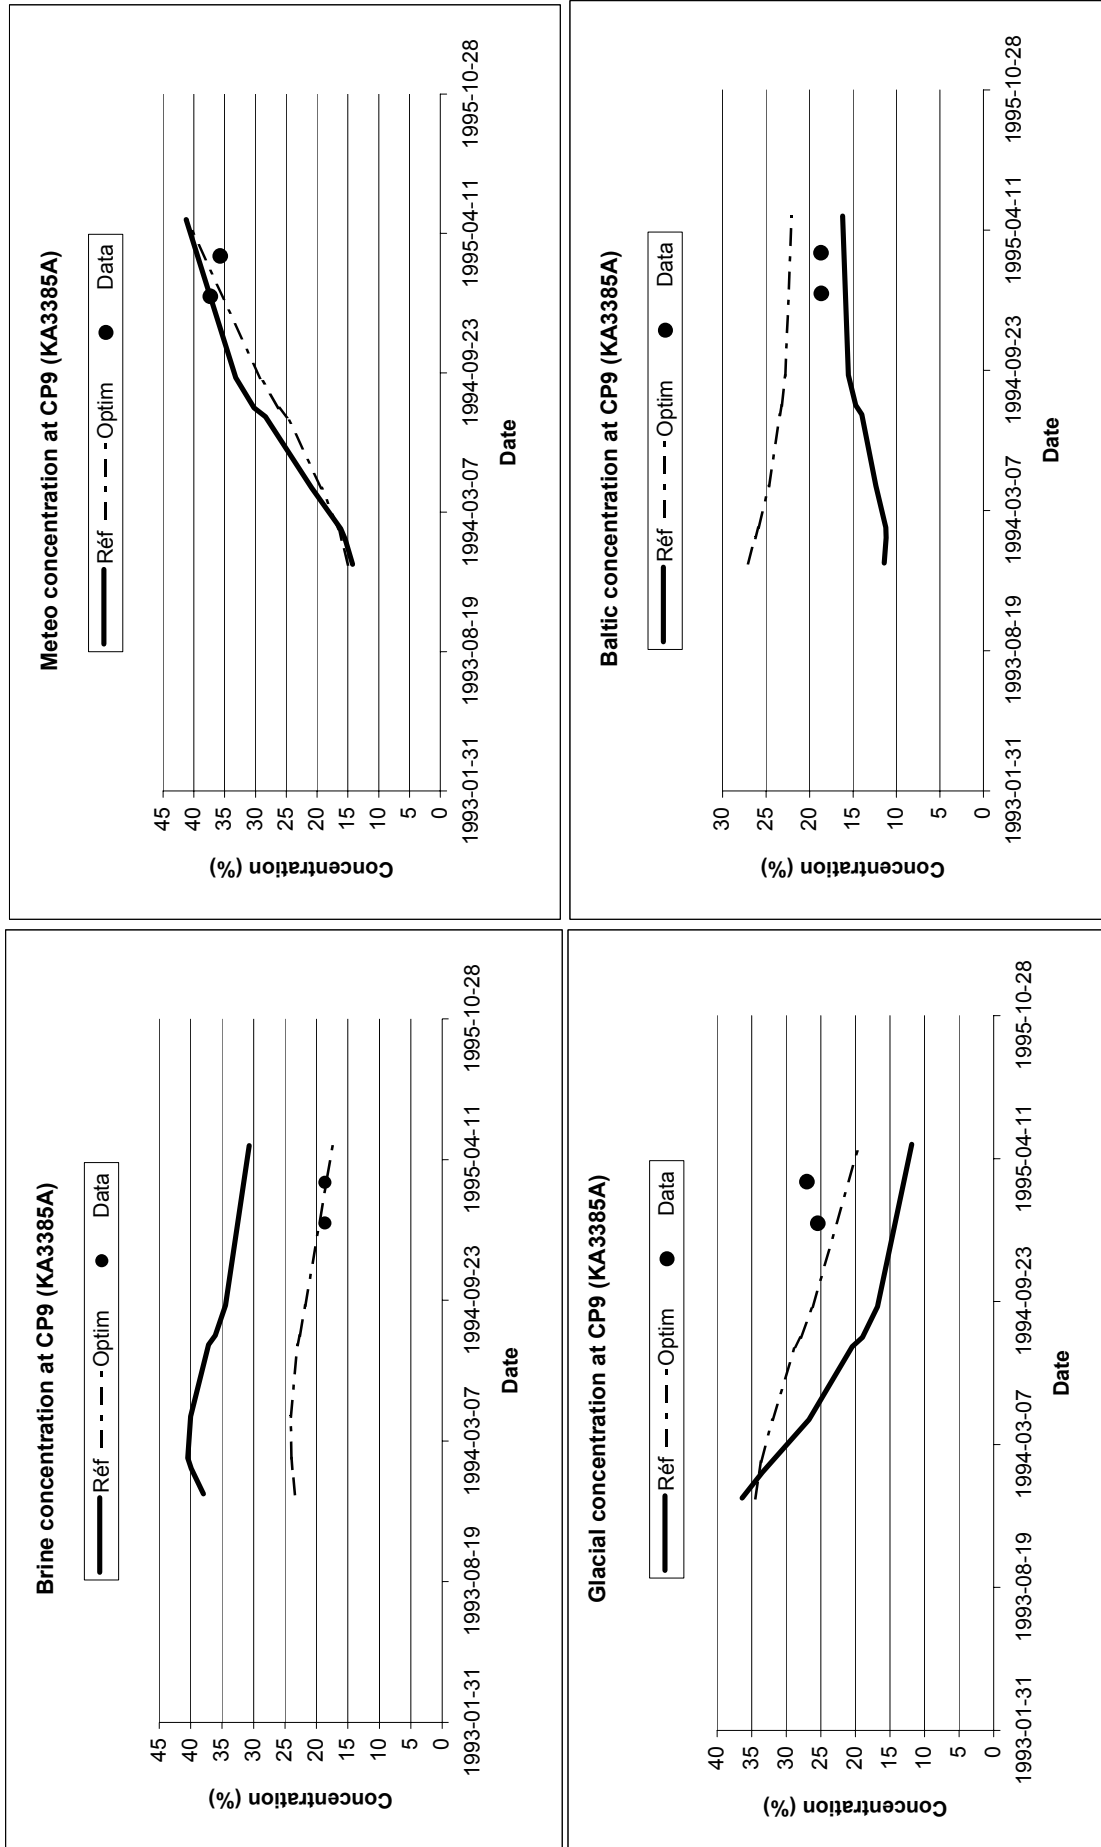 Brine concentration at CP9 (KA3385A)
Réf Optim Data
Concentration (%)
45
40
35
30
25
20
15
10
5
0
1993-01-31 1993-08-19 1994-03-07 1994-09-23 1995-04-11 1995-10-28
Date
Meteo concentration at CP9 (KA3385A)
Réf Optim Data
Concentration (%)
45
40
35
30
25
20
15
10
5
0
1993-01-31 1993-08-19 1994-03-07 1994-09-23 1995-04-11 1995-10-28
Date
Glacial concentration at CP9 (KA3385A)
Réf Optim Data
Concentration (%)
40
35
30
25
20
15
10
5
0
1993-01-31 1993-08-19 1994-03-07 1994-09-23 1995-04-11 1995-10-28
Date
Baltic concentration at CP9 (KA3385A)
Réf Optim Data
Concentration (%)
30
25
20
15
10
5
0
1993-01-31 1993-08-19 1994-03-07 1994-09-23 1995-04-11 1995-10-28
Date